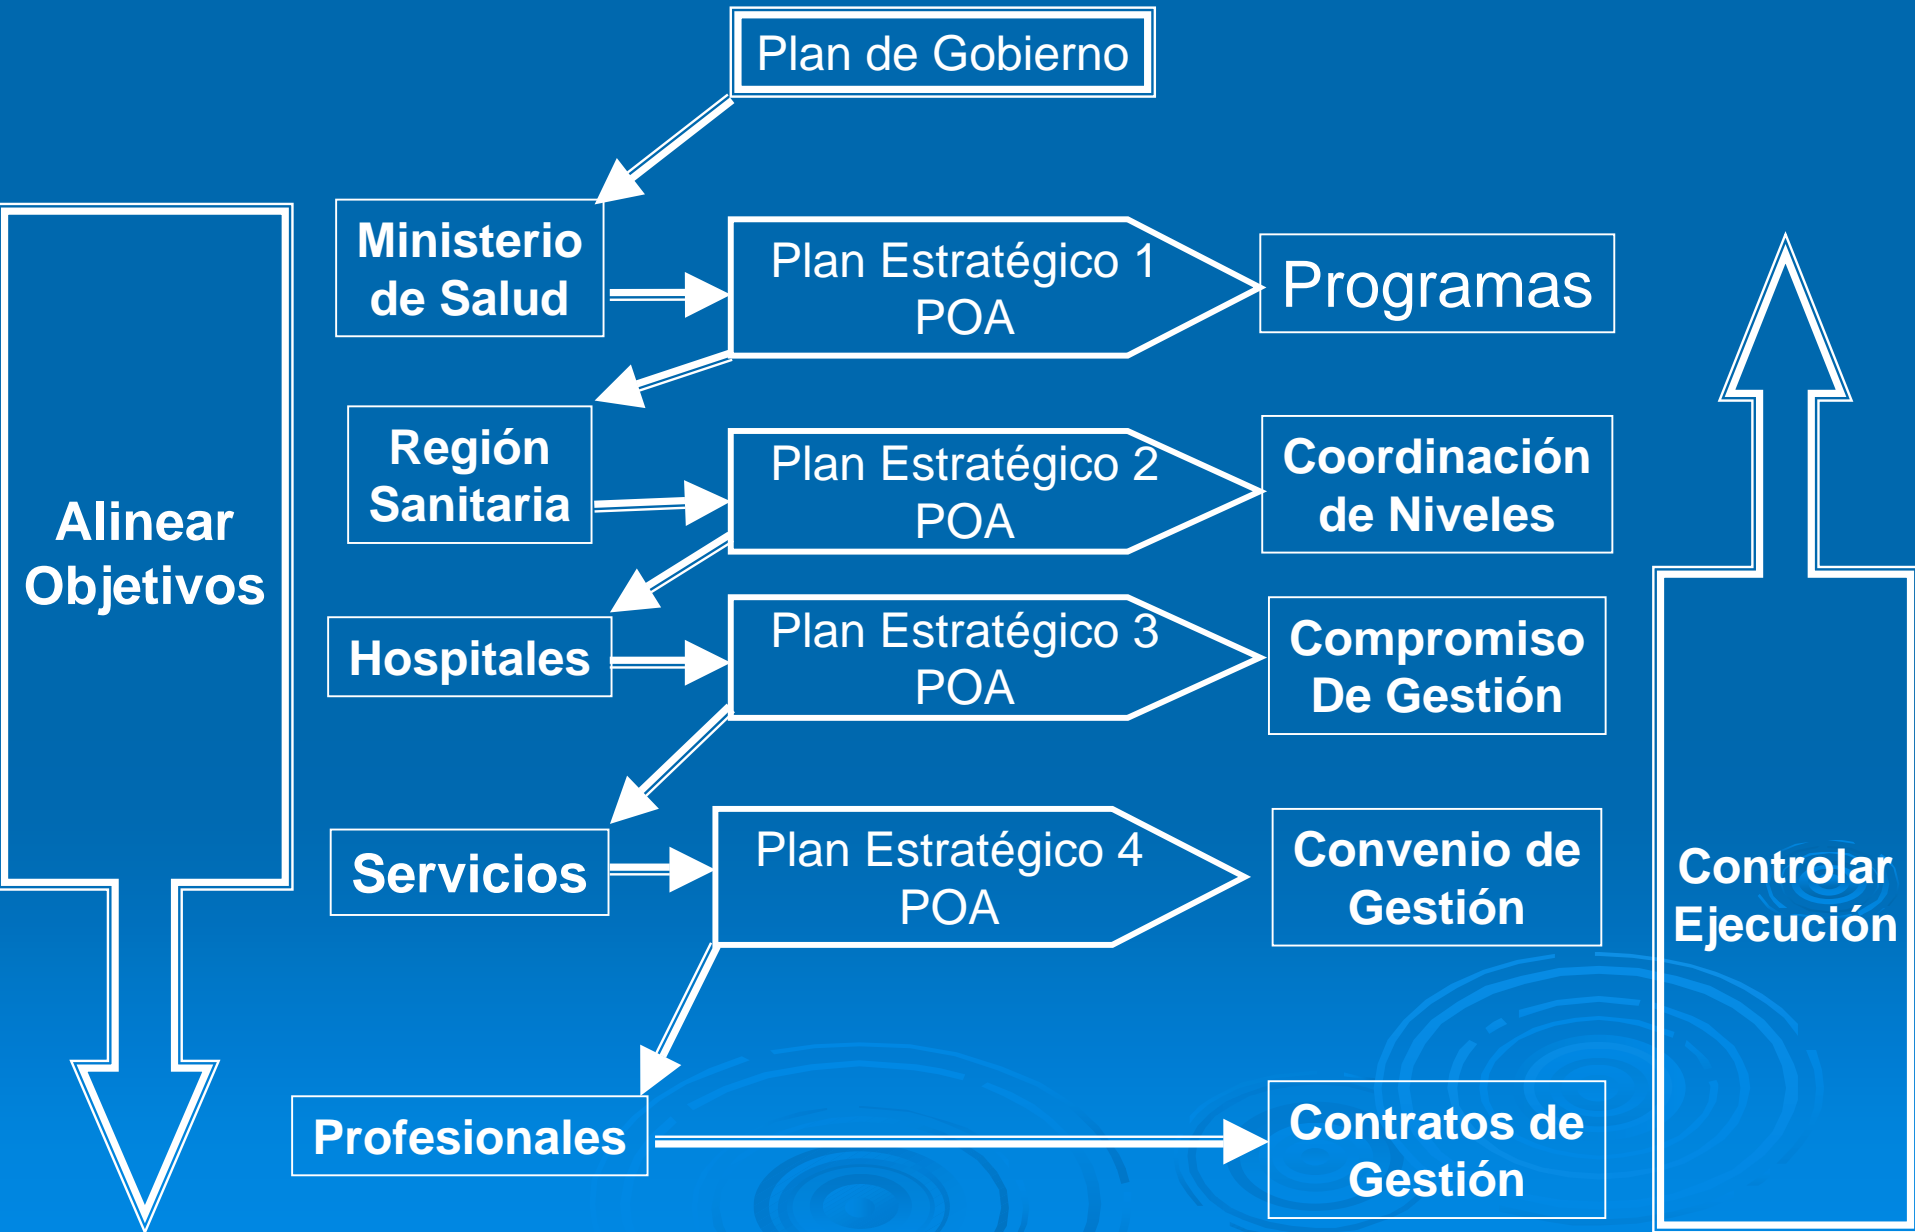 Plan de Gobierno
Ministerio
de Salud
Plan Estratégico 1
POA
Programas
Región
Sanitaria
Plan Estratégico 2
POA
Coordinación
de Niveles
Alinear
Objetivos
Hospitales
Plan Estratégico 3
POA
Compromiso
De Gestión
Servicios
Plan Estratégico 4
POA
Convenio de
Gestión
Controlar
Ejecución
Profesionales
Contratos de
Gestión